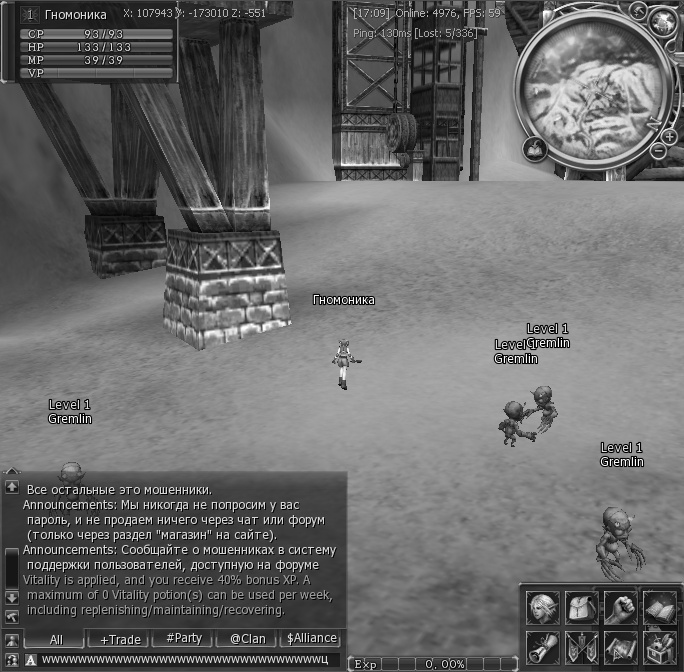 1 Гномоника X: 107943 Y: -173010 Z: -551
[17:09] Online: 4976, FPS: 59
Ping: 130ms [Lost: 5/336]
CP 93/93
HP 133/133
MP 39/39
VP
N
Гномоника
Level 1
Gremlin
Level 1
Gremlin
Level 1
Gremlin
Level 1
Gremlin
Все остальные это мошенники.
Announcements: Мы никогда не попросим у вас
пароль, и не продаем ничего через чат или форум
(только через раздел "магазин" на сайте).
Announcements: Сообщайте о мошенниках в систему
поддержки пользователей, доступную на форуме
Vitality is applied, and you receive 40% bonus XP. A
maximum of 0 Vitality potion(s) can be used per week,
including replenishing/maintaining/recovering.
All +Trade #Party @Clan $Alliance
A wwwwwwwwwwwwwwwwwwwwwwwwwwwwwwwwц
Exp 0.00%